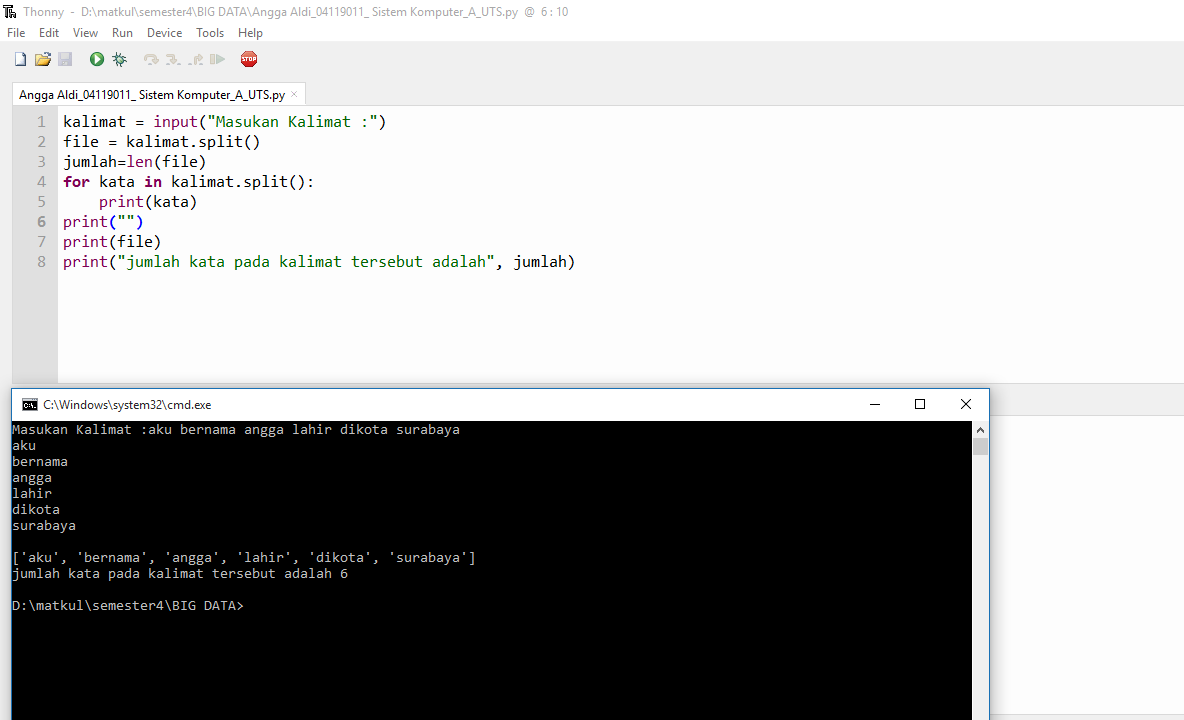 Thonny - D:\matkul\semester4\BIG DATA\Angga Aldi_04119011_ Sistem Komputer_A_UTS.py @ 6 : 10
File Edit View Run Device Tools Help
STOP
Angga Aldi_04119011_ Sistem Komputer_A_UTS.py ×
1 kalimat = input("Masukan Kalimat :")
2 file = kalimat.split()
3 jumlah=len(file)
4 for kata in kalimat.split():
5     print(kata)
6 print("")
7 print(file)
8 print("jumlah kata pada kalimat tersebut adalah", jumlah)
C:\Windows\system32\cmd.exe
Masukan Kalimat :aku bernama angga lahir dikota surabaya
aku
bernama
angga
lahir
dikota
surabaya
['aku', 'bernama', 'angga', 'lahir', 'dikota', 'surabaya']
jumlah kata pada kalimat tersebut adalah 6
D:\matkul\semester4\BIG DATA>